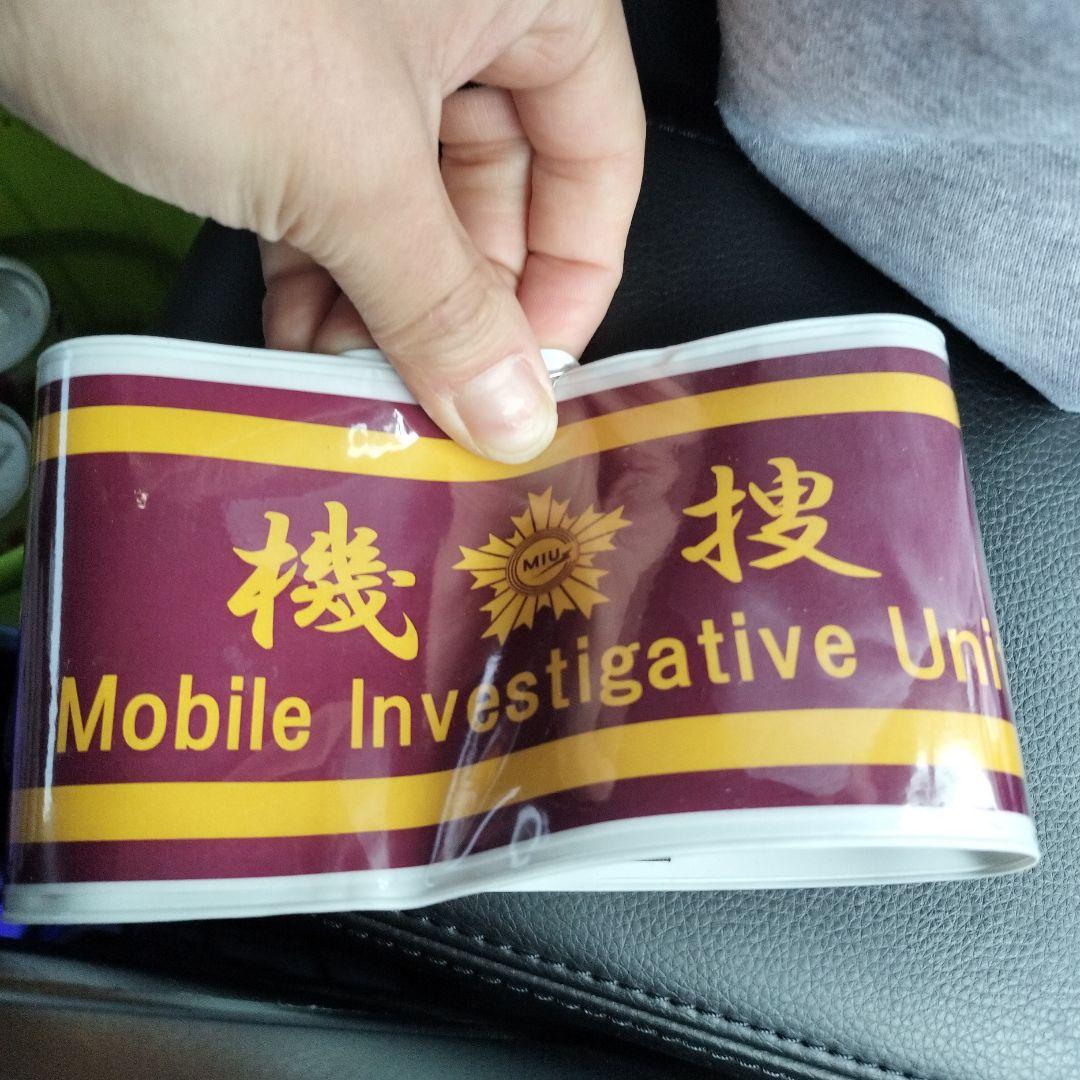 機 MIU 搜
Mobile Investigative Uni